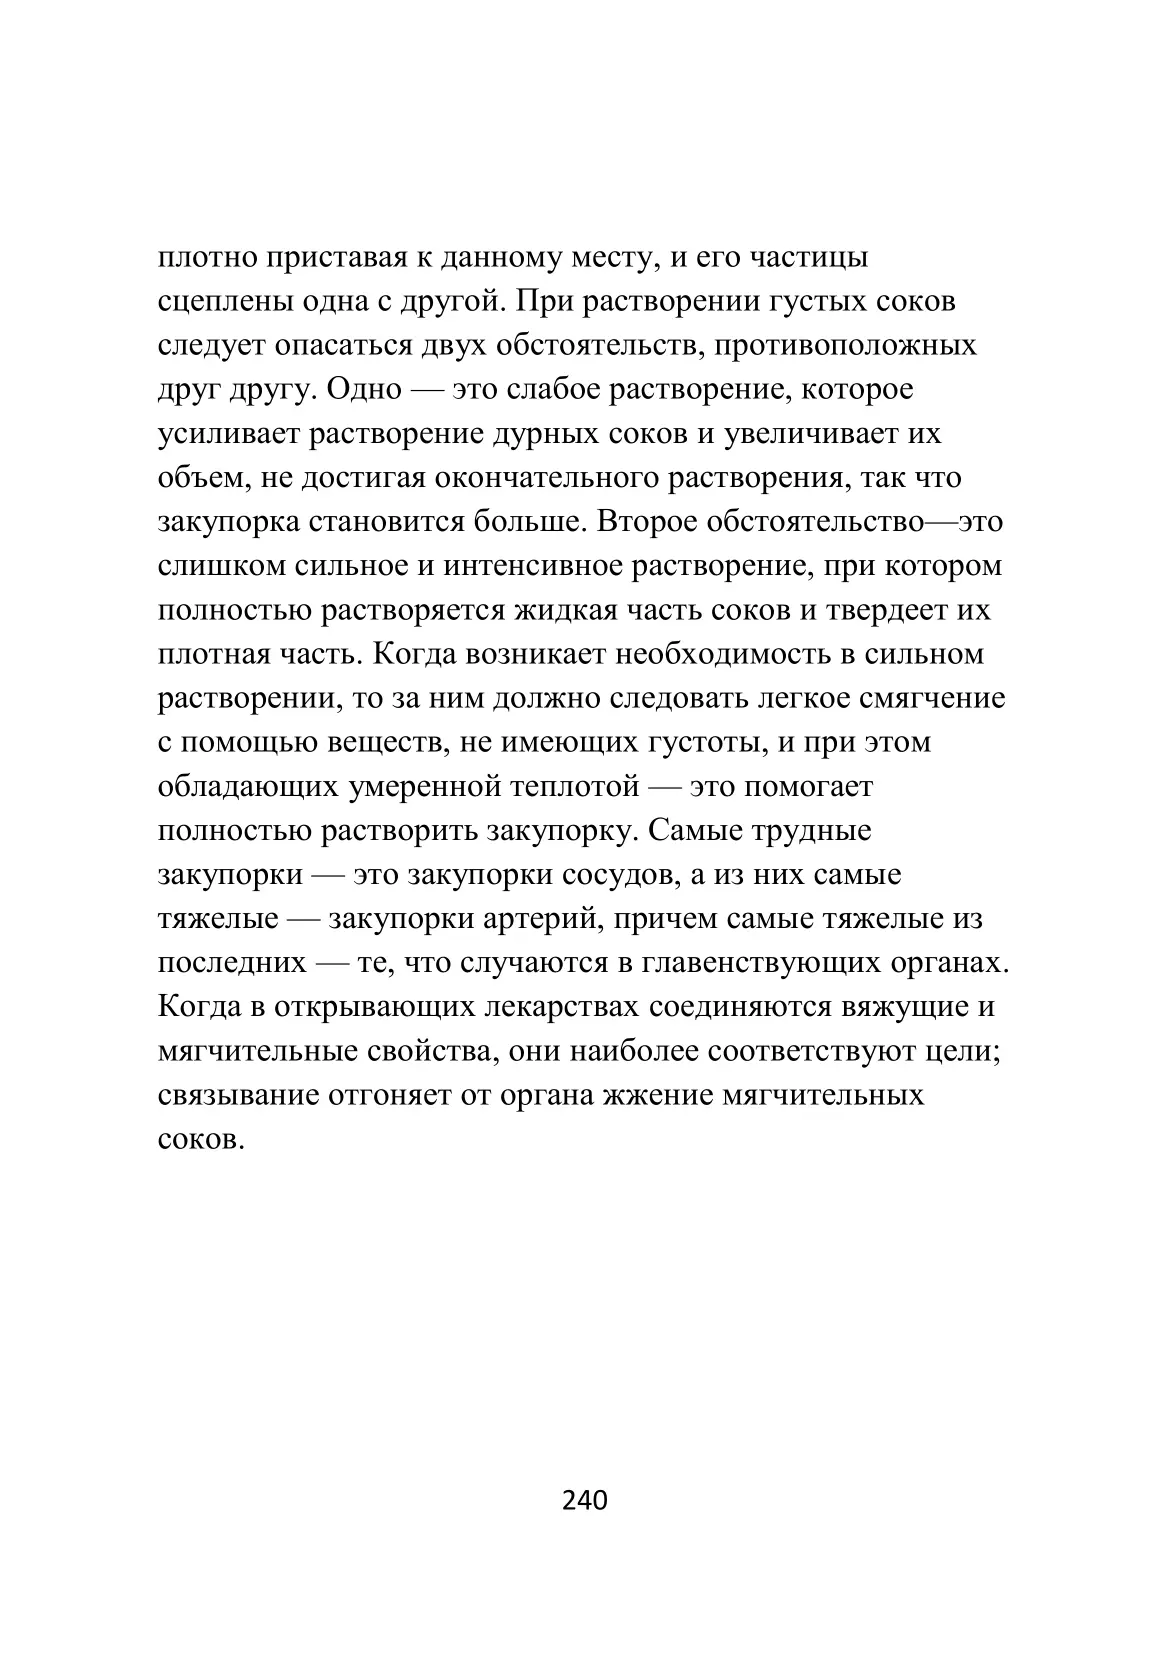 плотно приставая к данному месту, и его частицы
сцеплены одна с другой. При растворении густых соков
следует опасаться двух обстоятельств, противоположных
друг другу. Одно — это слабое растворение, которое
усиливает растворение дурных соков и увеличивает их
объем, не достигая окончательного растворения, так что
закупорка становится больше. Второе обстоятельство—это
слишком сильное и интенсивное растворение, при котором
полностью растворяется жидкая часть соков и твердеет их
плотная часть. Когда возникает необходимость в сильном
растворении, то за ним должно следовать легкое смягчение
с помощью веществ, не имеющих густоты, и при этом
обладающих умеренной теплотой — это помогает
полностью растворить закупорку. Самые трудные
закупорки — это закупорки сосудов, а из них самые
тяжелые — закупорки артерий, причем самые тяжелые из
последних — те, что случаются в главенствующих органах.
Когда в открывающих лекарствах соединяются вяжущие и
мягчительные свойства, они наиболее соответствуют цели;
связывание отгоняет от органа жжение мягчительных
соков.
240